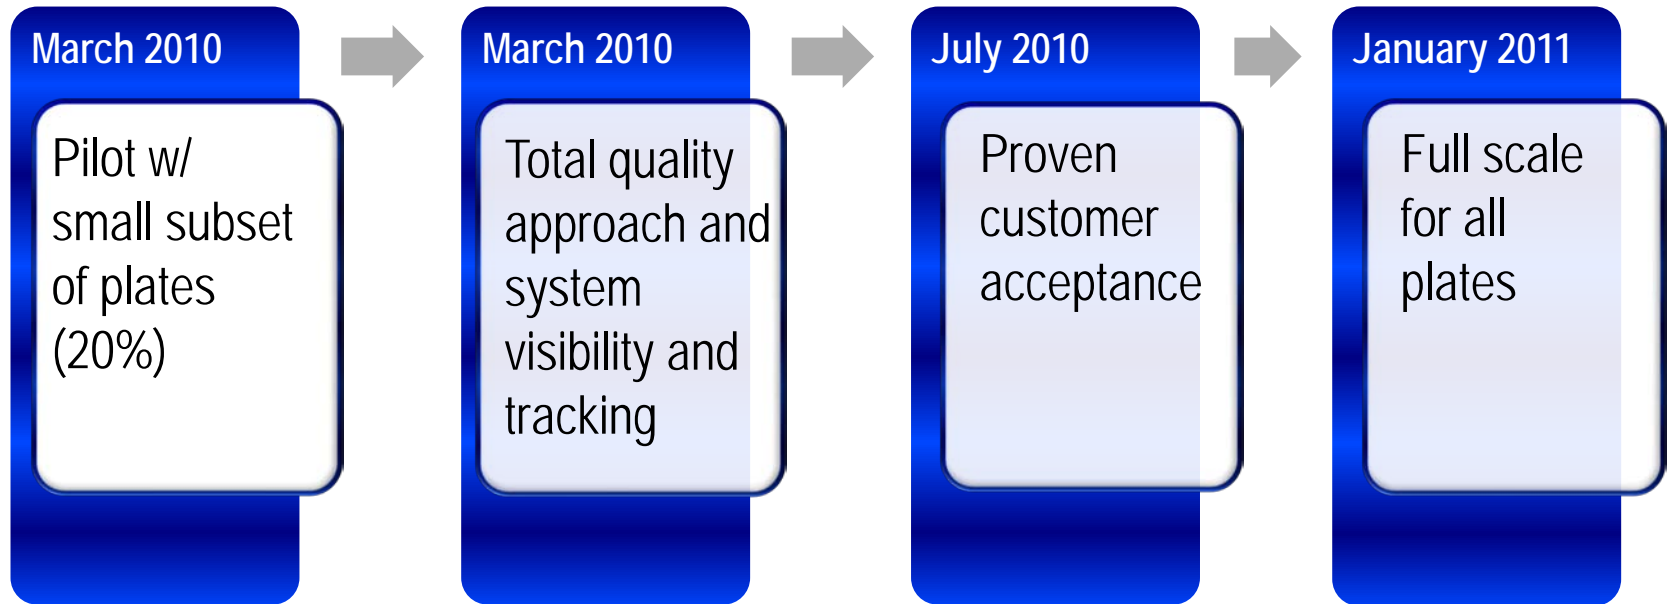 March 2010
Pilot w/
small subset
of plates
(20%)
March 2010
Total quality
approach and
system
visibility and
tracking
July 2010
Proven
customer
acceptance
January 2011
Full scale
for all
plates